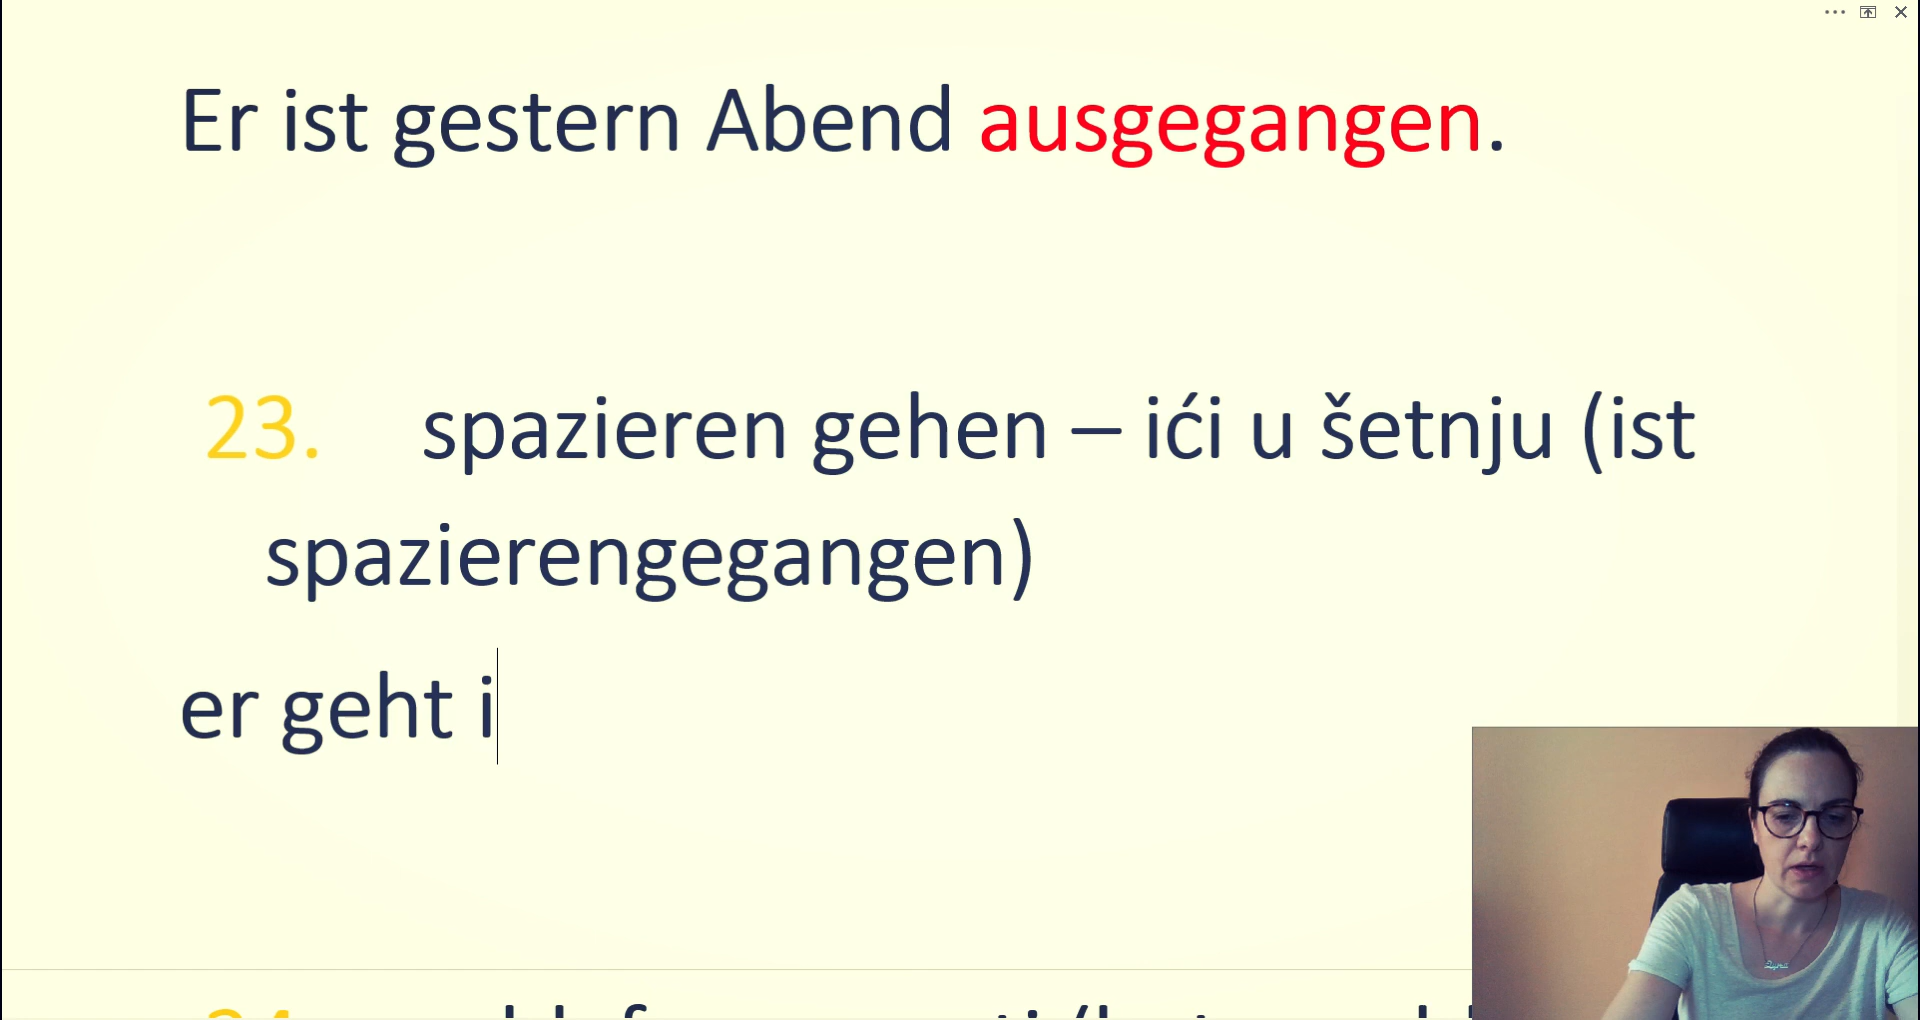 Er ist gestern Abend ausgegangen.
23. spazieren gehen – ići u šetnju (ist
spazierengegangen)
er geht i